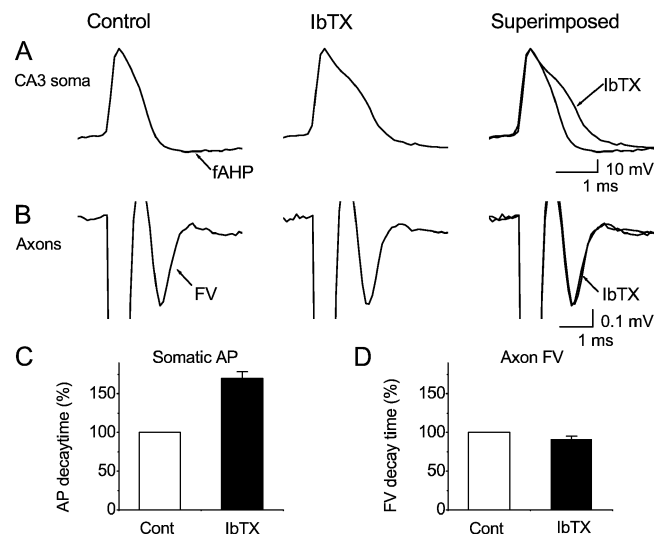 Control IbTX Superimposed
A
CA3 soma
IbTX
fAHP
10 mV
1 ms
B
Axons
FV
IbTX
0.1 mV
1 ms
C Somatic AP
AP decaytime (%)
150
100
50
0
Cont IbTX
D Axon FV
FV decay time (%)
150
100
50
0
Cont IbTX